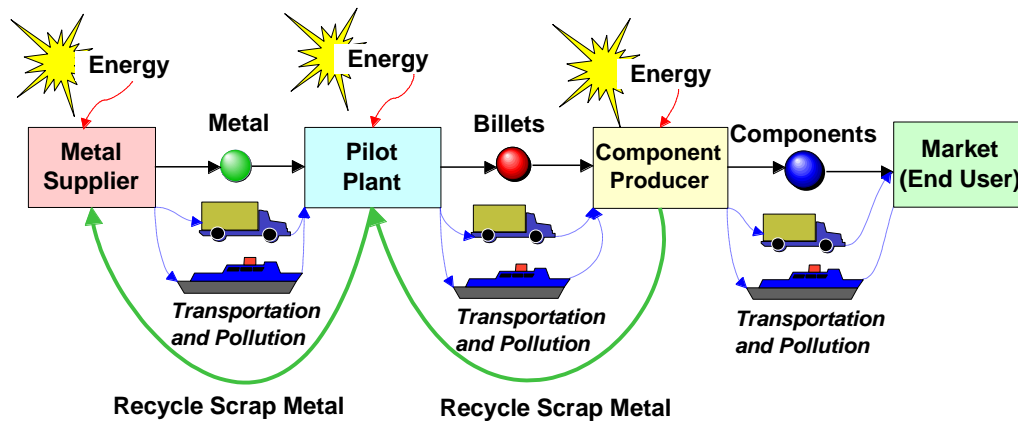 Energy
Energy
Energy
Metal
Billets
Components
Metal
Supplier
Pilot
Plant
Component
Producer
Market
(End User)
Transportation
and Pollution
Transportation
and Pollution
Transportation
and Pollution
Recycle Scrap Metal
Recycle Scrap Metal